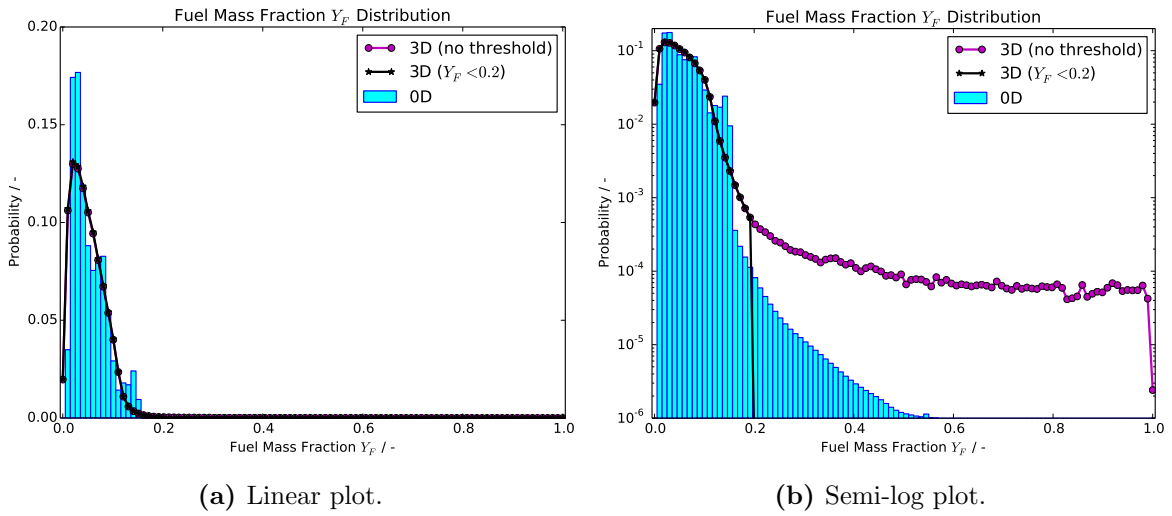 Fuel Mass Fraction Y_F Distribution
0.20
0.15
0.10
0.05
0.00
Probability / -
3D (no threshold)
3D (Y_F <0.2)
0D
0.0 0.2 0.4 0.6 0.8 1.0
Fuel Mass Fraction Y_F / -
(a) Linear plot.
Fuel Mass Fraction Y_F Distribution
10^-1
10^-2
10^-3
10^-4
10^-5
10^-6
Probability / -
3D (no threshold)
3D (Y_F <0.2)
0D
0.0 0.2 0.4 0.6 0.8 1.0
Fuel Mass Fraction Y_F / -
(b) Semi-log plot.